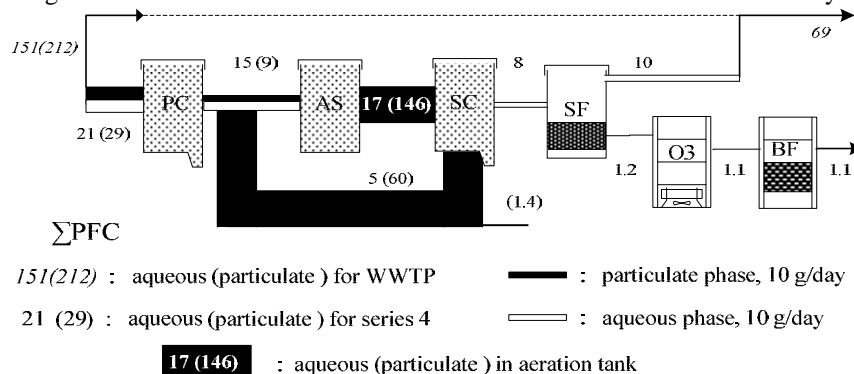 151(212)
69
15 (9)
8
10
PC
AS
17 (146)
SC
SF
21 (29)
O3
BF
1.2
1.1
1.1
5 (60)
(1.4)
∑PFC
151(212) : aqueous (particulate ) for WWTP
: particulate phase, 10 g/day
21 (29) : aqueous (particulate ) for series 4
: aqueous phase, 10 g/day
17 (146) : aqueous (particulate ) in aeration tank